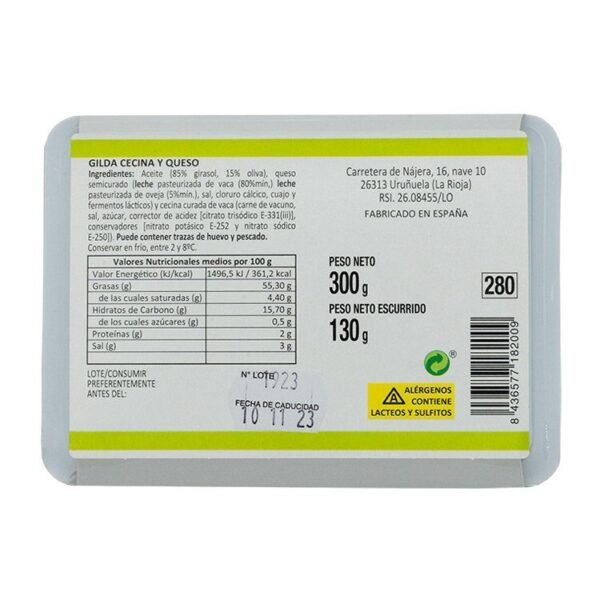 GILDA CECINA Y QUESO
Ingredientes: Aceite (85% girasol, 15% oliva), queso
semicurado (leche pasteurizada de vaca (80%min,) leche
pasteurizada de oveja (5%min.), sal, cloruro cálcico, cuajo y
fermentos lácticos) y cecina curada de vaca (carne de vacuno,
sal, azúcar, corrector de acidez [citrato trisódico E-331(iii)],
conservadores [nitrato potásico E-252 y nitrato sódico
E-250]). Puede contener trazas de huevo y pescado.
Conservar en frío, entre 2 y 8ºC.
Valores Nutricionales medios por 100 g
Valor Energético (kJ/kcal) 1496,5 kJ / 361,2 kcal
Grasas (g) 55,30 g
de las cuales saturadas (g) 4,40 g
Hidratos de Carbono (g) 15,70 g
de los cuales azúcares (g) 0,5 g
Proteínas (g) 2 g
Sal (g) 3 g
LOTE/CONSUMIR
PREFERENTEMENTE
ANTES DEL:
N° LOTE
1923
FECHA DE CADUCIDAD
10 11 23
Carretera de Nájera, 16, nave 10
26313 Uruñuela (La Rioja)
RSI. 26.08455/LO
FABRICADO EN ESPAÑA
PESO NETO
300 g
PESO NETO ESCURRIDO
130 g
280
®
ALÉRGENOS
CONTIENE
LACTEOS Y SULFITOS
8 436577 182009